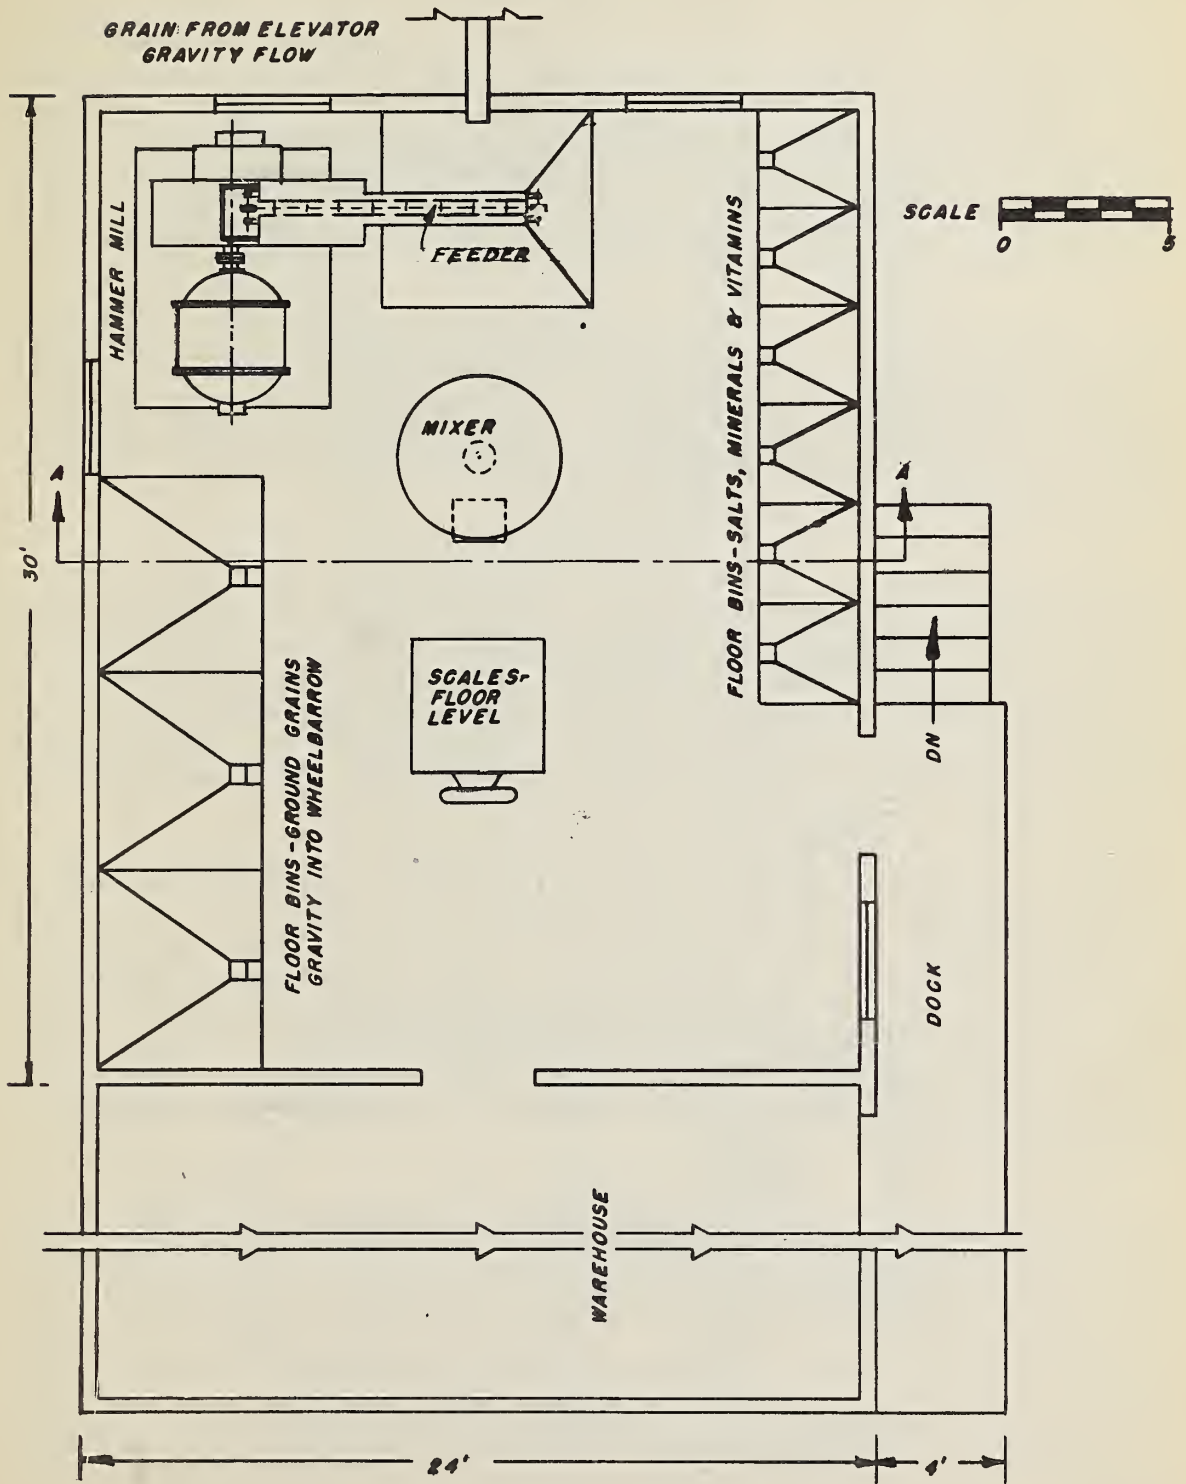 GRAIN FROM ELEVATOR
GRAVITY FLOW
SCALE
0
5
HAMMER MILL
FEEDER
FLOOR BINS-SALTS, MINERALS & VITAMINS
MIXER
A
A
30'
SCALES-
FLOOR
LEVEL
DN
FLOOR BINS-GROUND GRAINS
GRAVITY INTO WHEELBARROW
DOCK
WAREHOUSE
24'
4'